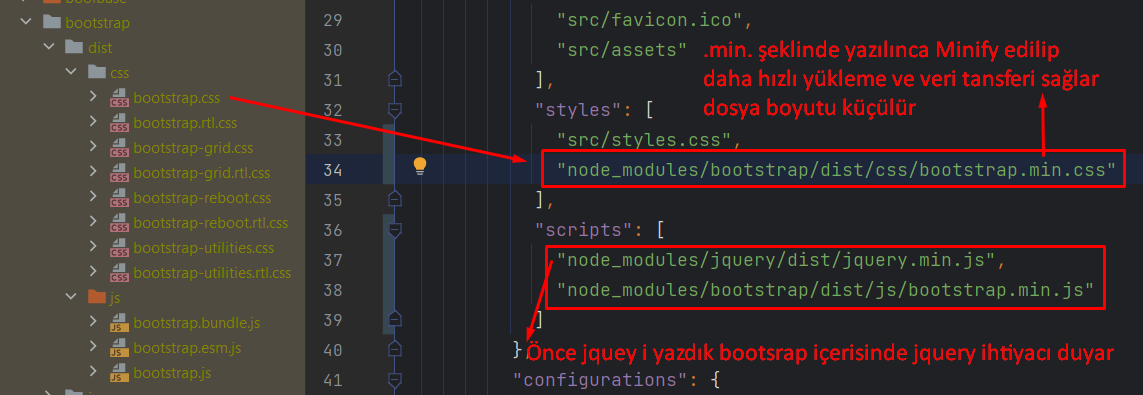 bootbase
bootstrap
dist
css
bootstrap.css
bootstrap.rtl.css
bootstrap-grid.css
bootstrap-grid.rtl.css
bootstrap-reboot.css
bootstrap-reboot.rtl.css
bootstrap-utilities.css
bootstrap-utilities.rtl.css
js
bootstrap.bundle.js
bootstrap.esm.js
bootstrap.js
29 "src/favicon.ico",
30 "src/assets"
31 ],
32 "styles": [
33 "src/styles.css",
34 "node_modules/bootstrap/dist/css/bootstrap.min.css"
35 ],
36 "scripts": [
37 "node_modules/jquery/dist/jquery.min.js",
38 "node_modules/bootstrap/dist/js/bootstrap.min.js"
39 ]
40 },
41 "configurations": {
.min. şeklinde yazılınca Minify edilip
daha hızlı yükleme ve veri tansferi sağlar
dosya boyutu küçülür
Önce jquey i yazdık bootsrap içerisinde jquery ihtiyacı duyar